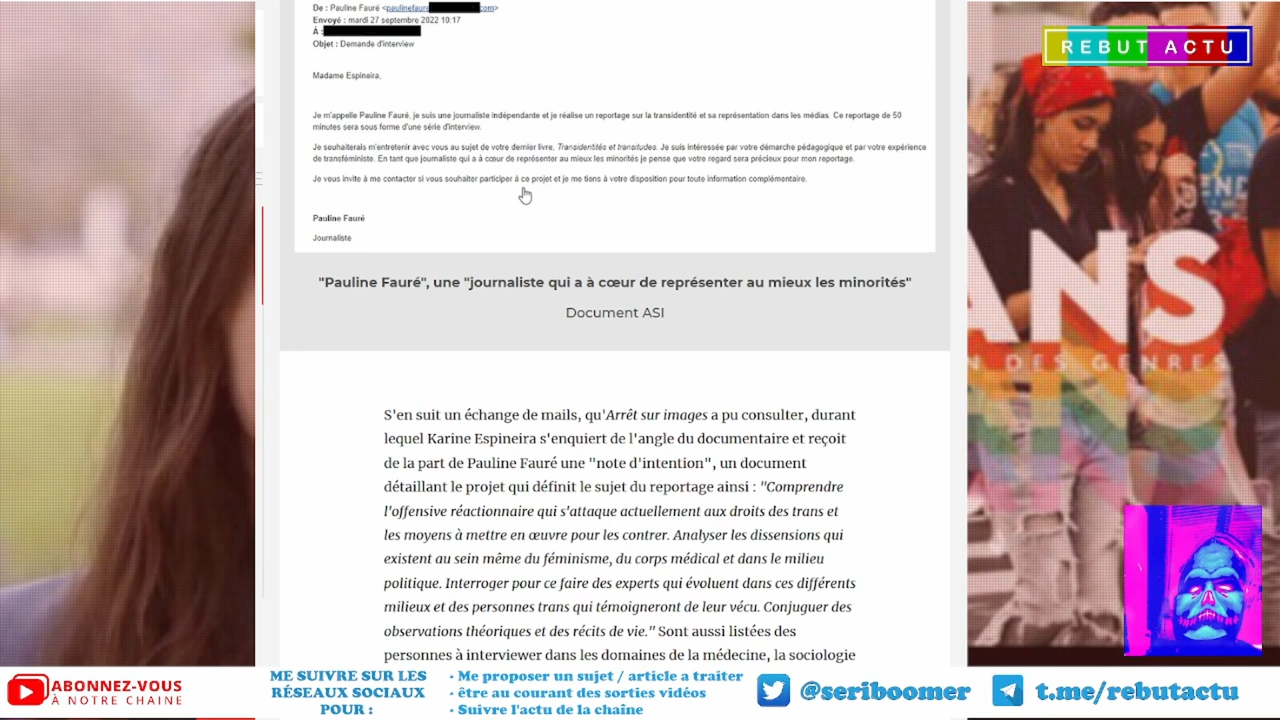 De : Pauline Fauré <paulinefaure com>
Envoyé : mardi 27 septembre 2022 10:17
À :
Objet : Demande d'interview
REBUT ACTU
Madame Espineira,
Je m'appelle Pauline Fauré, je suis une journaliste indépendante et je réalise un reportage sur la transidentité et sa représentation dans les médias. Ce reportage de 50
minutes sera sous forme d'une série d'interview.
Je souhaiterais m'entretenir avec vous au sujet de votre dernier livre, Transidentités et transitudes. Je suis intéressée par votre démarche pédagogique et par votre expérience
de transféministe. En tant que journaliste qui a à cœur de représenter au mieux les minorités je pense que votre regard sera précieux pour mon reportage.
Je vous invite à me contacter si vous souhaiter participer à ce projet et je me tiens à votre disposition pour toute information complémentaire.
Pauline Fauré
Journaliste
"Pauline Fauré", une "journaliste qui a à cœur de représenter au mieux les minorités"
Document ASI
S'en suit un échange de mails, qu'Arrêt sur images a pu consulter, durant
lequel Karine Espineira s'enquiert de l'angle du documentaire et reçoit
de la part de Pauline Fauré une "note d'intention", un document
détaillant le projet qui définit le sujet du reportage ainsi : "Comprendre
l'offensive réactionnaire qui s'attaque actuellement aux droits des trans et
les moyens à mettre en œuvre pour les contrer. Analyser les dissensions qui
existent au sein même du féminisme, du corps médical et dans le milieu
politique. Interroger pour ce faire des experts qui évoluent dans ces différents
milieux et des personnes trans qui témoigneront de leur vécu. Conjuguer des
observations théoriques et des récits de vie." Sont aussi listées des
personnes à interviewer dans les domaines de la médecine, la sociologie
ANS
N DES GENRES
ABONNEZ-VOUS
À NOTRE CHAINE
ME SUIVRE SUR LES
RÉSEAUX SOCIAUX
POUR :
· Me proposer un sujet / article a traiter
· être au courant des sorties vidéos
· Suivre l'actu de la chaîne
@seriboomer
t.me/rebutactu